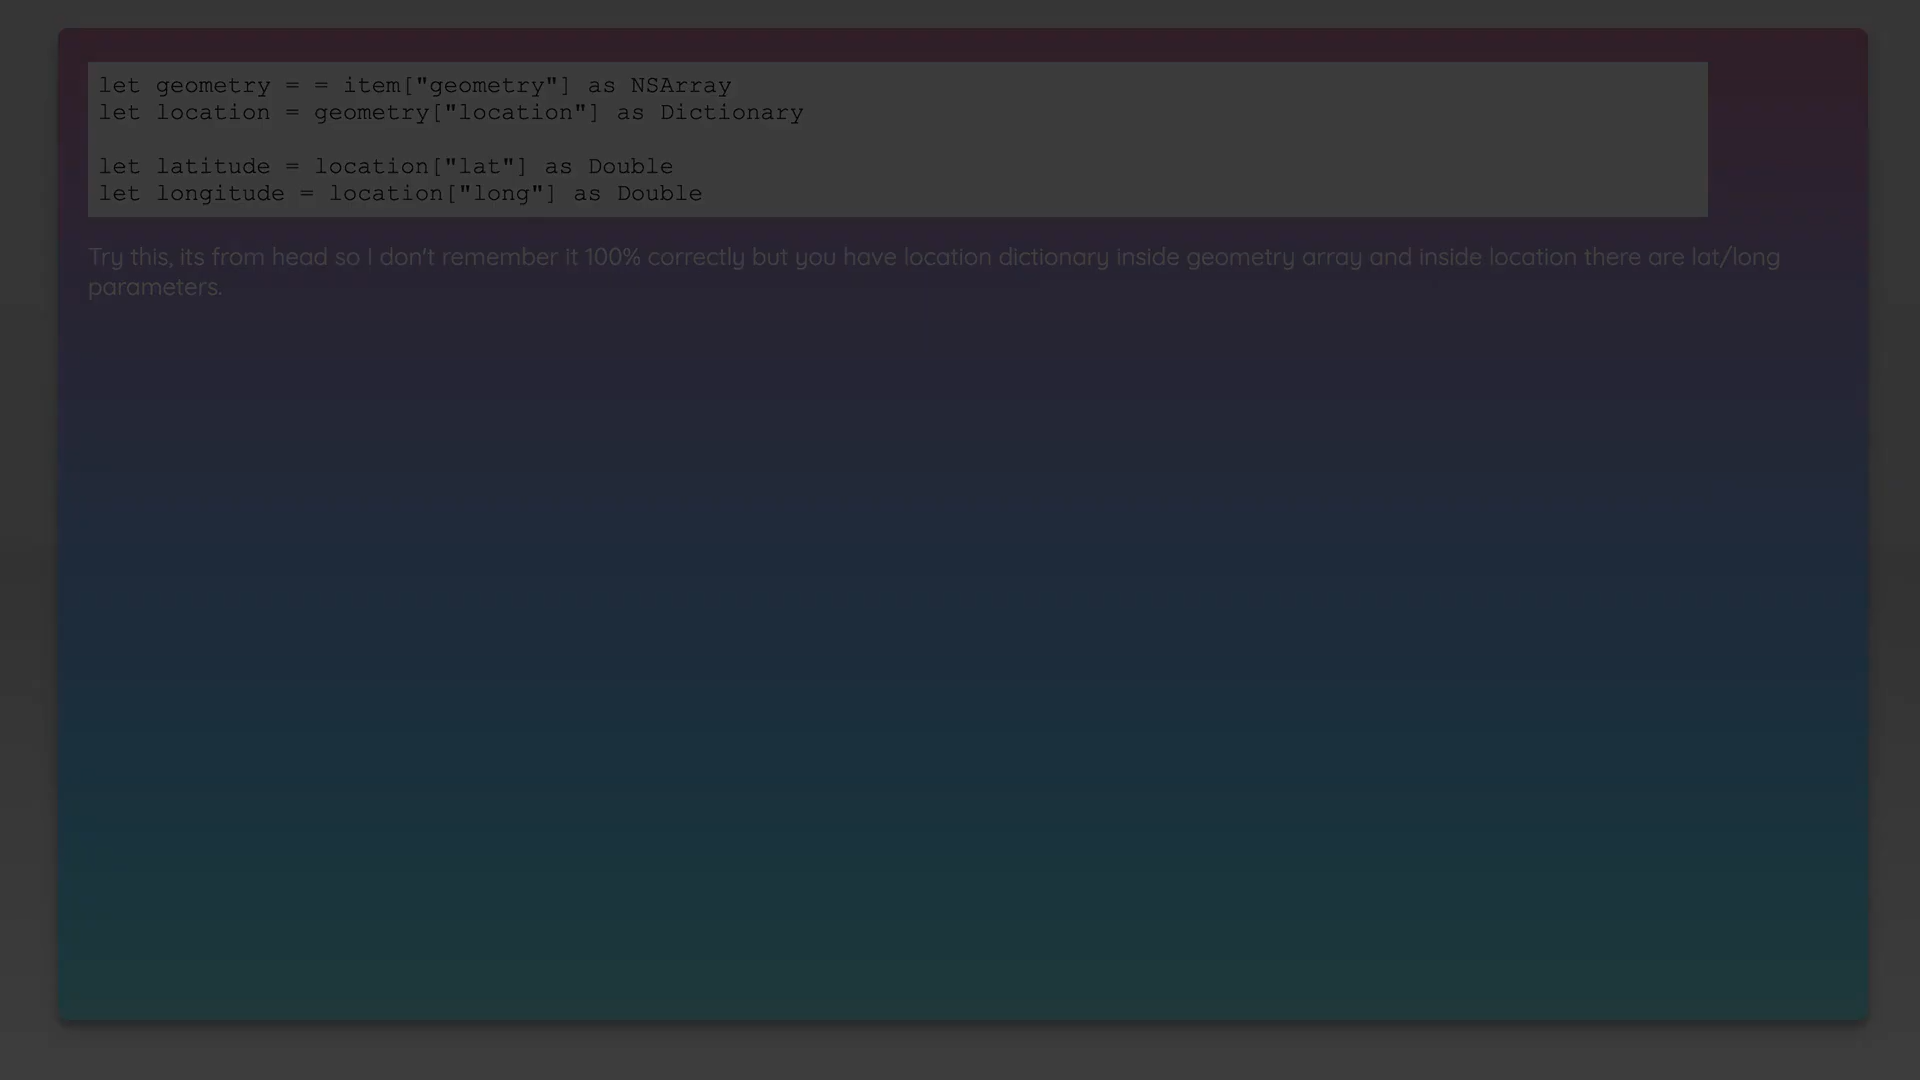 let geometry = = item["geometry"] as NSArray
let location = geometry["location"] as Dictionary
let latitude = location["lat"] as Double
let longitude = location["long"] as Double
Try this, its from head so I don't remember it 100% correctly but you have location dictionary inside geometry array and inside location there are lat/long
parameters.